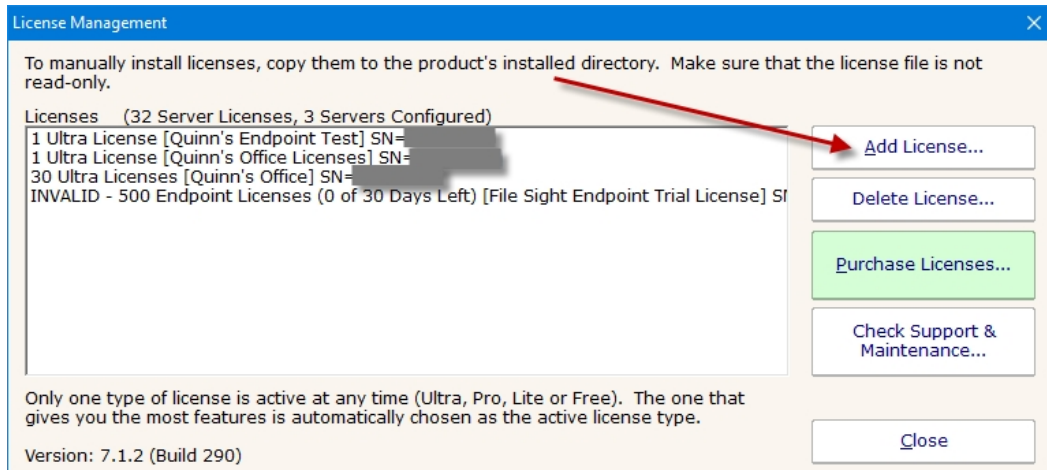 License Management
To manually install licenses, copy them to the product's installed directory.  Make sure that the license file is not
read-only.
Licenses    (32 Server Licenses, 3 Servers Configured)
1 Ultra License [Quinn's Endpoint Test] SN=
1 Ultra License [Quinn's Office Licenses] SN=
30 Ultra Licenses [Quinn's Office] SN=
INVALID - 500 Endpoint Licenses (0 of 30 Days Left) [File Sight Endpoint Trial License]
Add License...
Delete License...
Purchase Licenses...
Check Support &
Maintenance...
Only one type of license is active at any time (Ultra, Pro, Lite or Free).  The one that
gives you the most features is automatically chosen as the active license type.
Close
Version: 7.1.2 (Build 290)